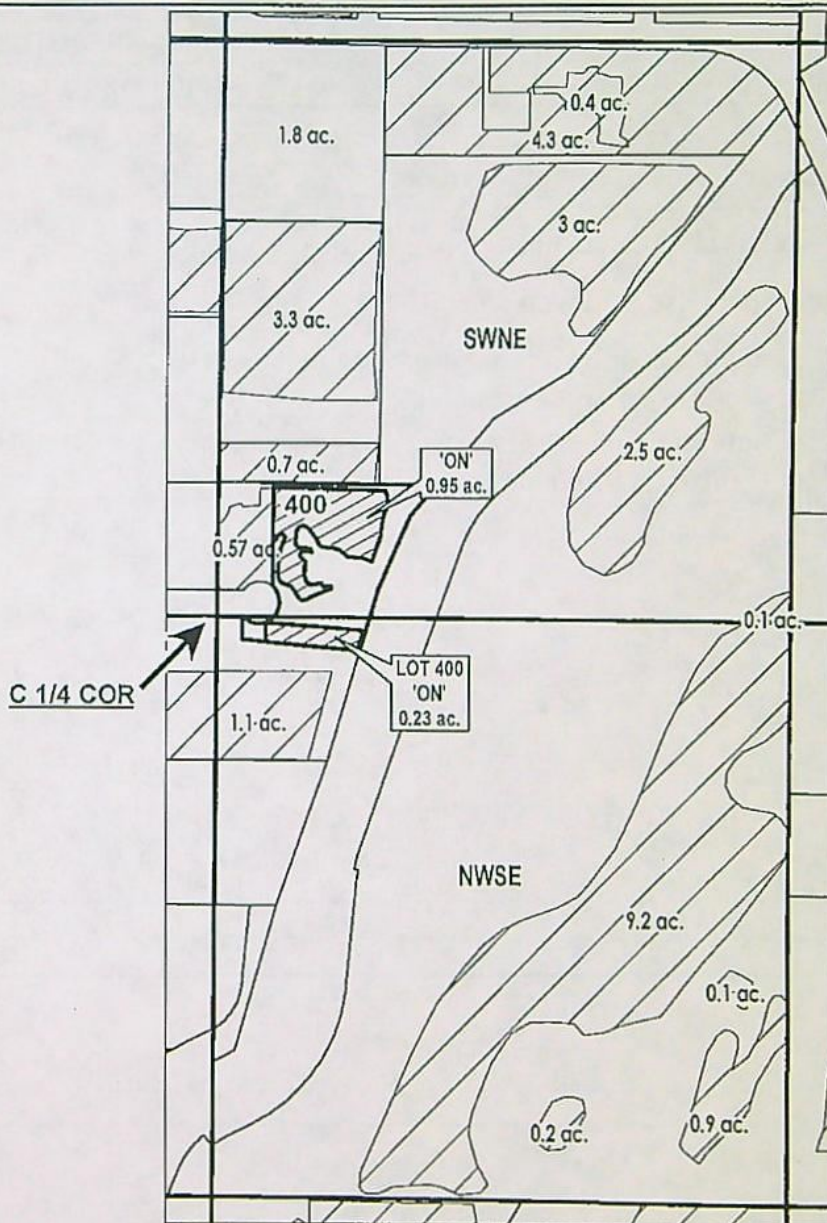 1.8 ac.
0.4 ac.
4.3 ac.
3 ac.
3.3 ac.
SWNE
2.5 ac.
0.7 ac.
'ON'
0.95 ac.
400
0.57 ac.
0.1 ac.
C 1/4 COR
LOT 400
'ON'
0.23 ac.
1.1 ac.
NWSE
9.2 ac.
0.1 ac.
0.2 ac.
0.9 ac.